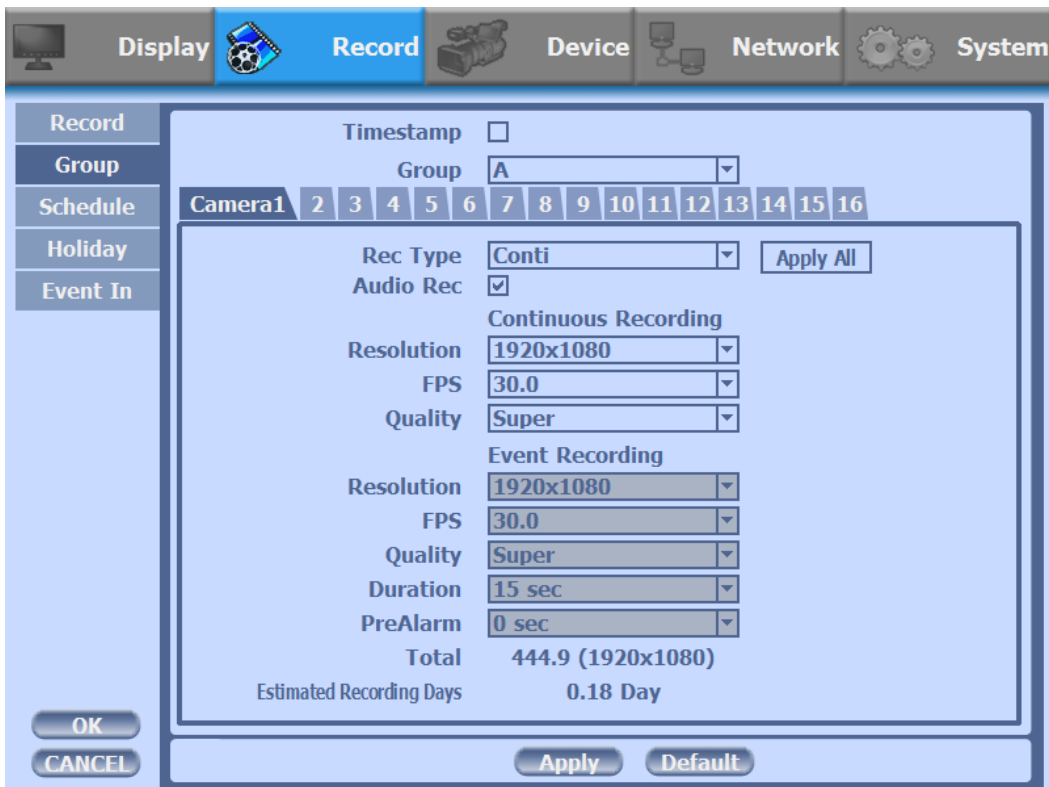 Display Record Device Network System
Record
Group
Schedule
Holiday
Event In
Timestamp
Group A
Camera1 2 3 4 5 6 7 8 9 10 11 12 13 14 15 16
Rec Type Conti Apply All
Audio Rec
Continuous Recording
Resolution 1920x1080
FPS 30.0
Quality Super
Event Recording
Resolution 1920x1080
FPS 30.0
Quality Super
Duration 15 sec
PreAlarm 0 sec
Total 444.9 (1920x1080)
Estimated Recording Days 0.18 Day
OK
CANCEL
Apply Default